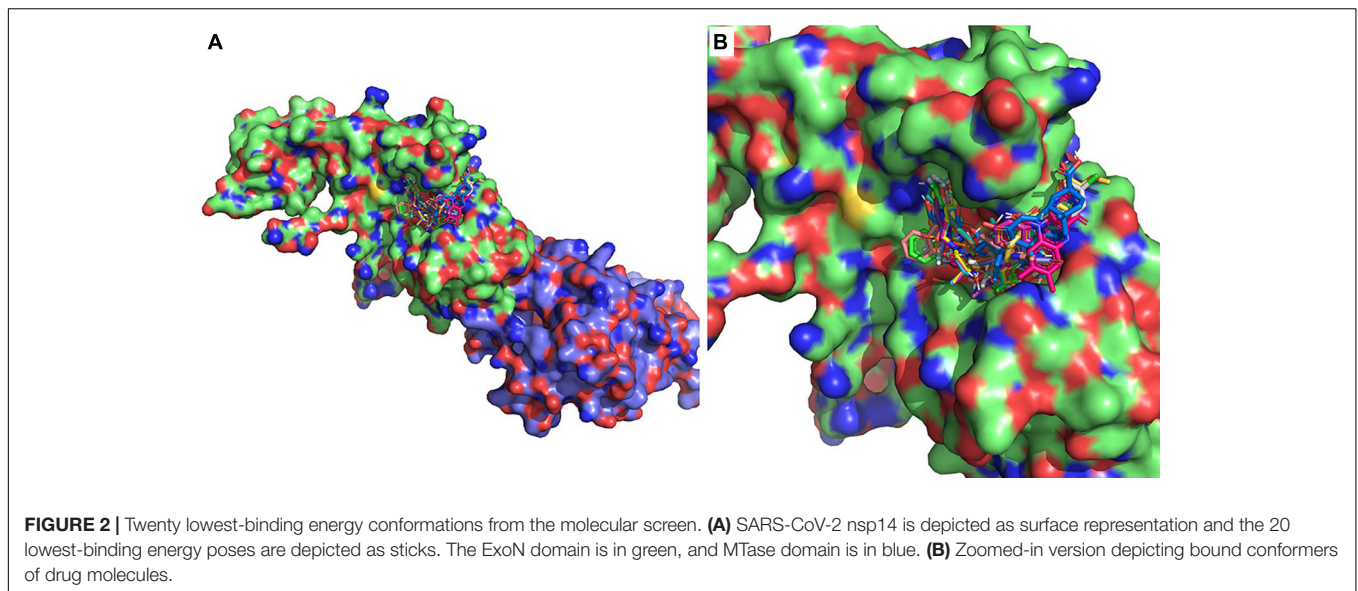 A
B
FIGURE 2 | Twenty lowest-binding energy conformations from the molecular screen. (A) SARS-CoV-2 nsp14 is depicted as surface representation and the 20
lowest-binding energy poses are depicted as sticks. The ExoN domain is in green, and MTase domain is in blue. (B) Zoomed-in version depicting bound conformers
of drug molecules.